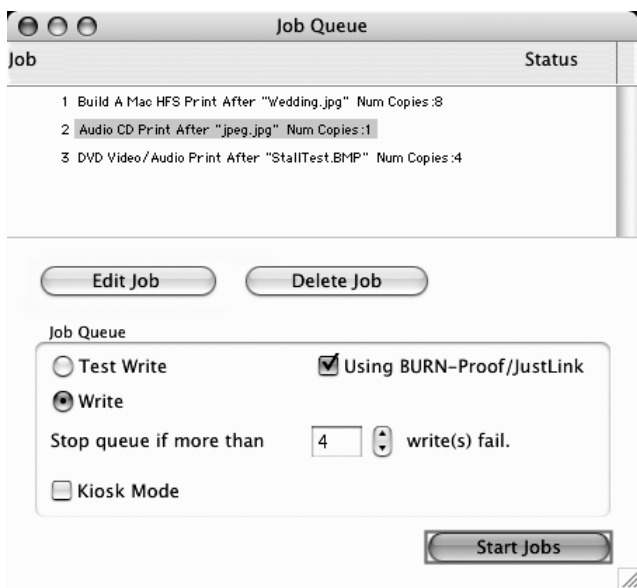 Job Queue
Job Status
1 Build A Mac HFS Print After "Wedding.jpg" Num Copies:8
2 Audio CD Print After "jpeg.jpg" Num Copies:1
3 DVD Video/Audio Print After "StallTest.BMP" Num Copies:4
Edit Job Delete Job
Job Queue
Test Write Using BURN-Proof/JustLink
Write
Stop queue if more than 4 write(s) fail.
Kiosk Mode
Start Jobs